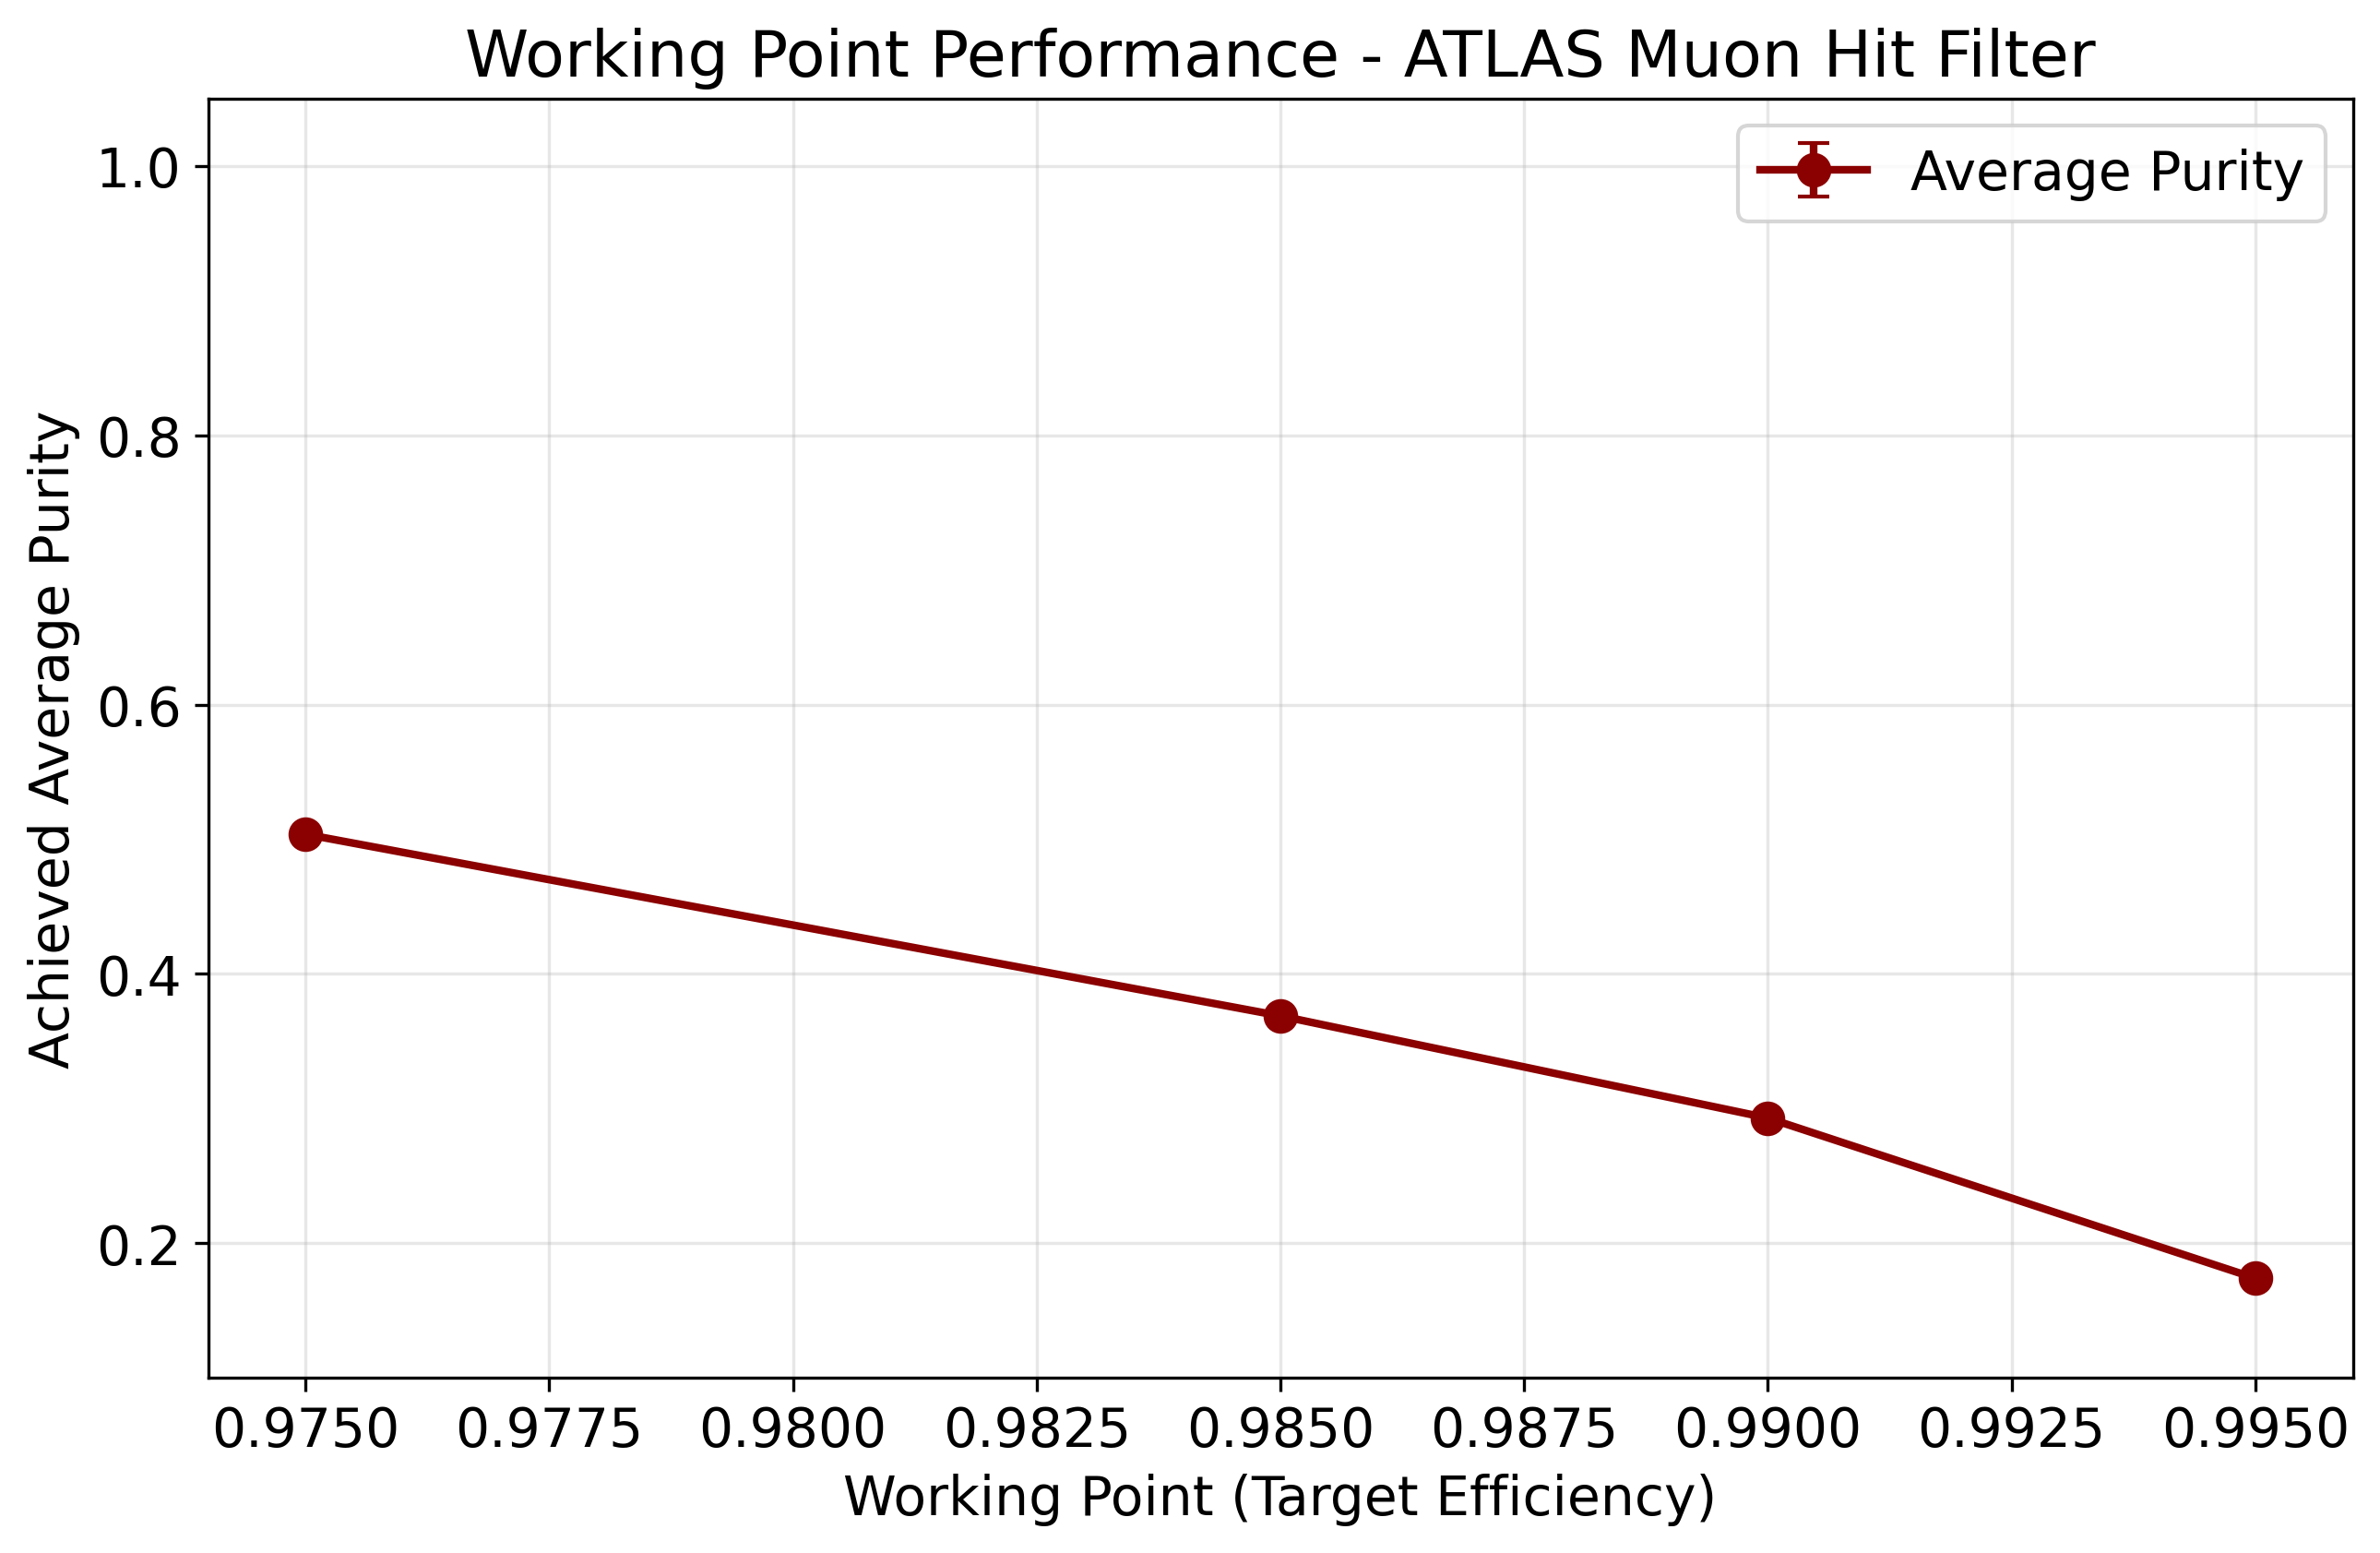 Working Point Performance - ATLAS Muon Hit Filter
Average Purity
Achieved Average Purity
1.0
0.8
0.6
0.4
0.2
0.9750 0.9775 0.9800 0.9825 0.9850 0.9875 0.9900 0.9925 0.9950
Working Point (Target Efficiency)